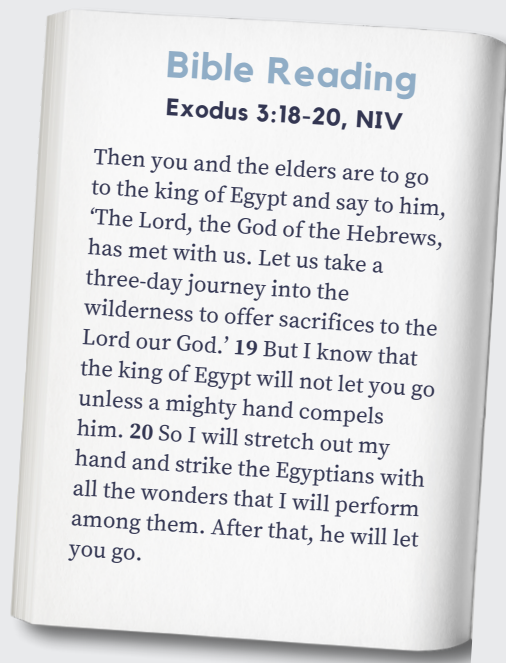 Bible Reading
Exodus 3:18-20, NIV
Then you and the elders are to go
to the king of Egypt and say to him,
‘The Lord, the God of the Hebrews,
has met with us. Let us take a
three-day journey into the
wilderness to offer sacrifices to the
Lord our God.’ 19 But I know that
the king of Egypt will not let you go
unless a mighty hand compels
him. 20 So I will stretch out my
hand and strike the Egyptians with
all the wonders that I will perform
among them. After that, he will let
you go.